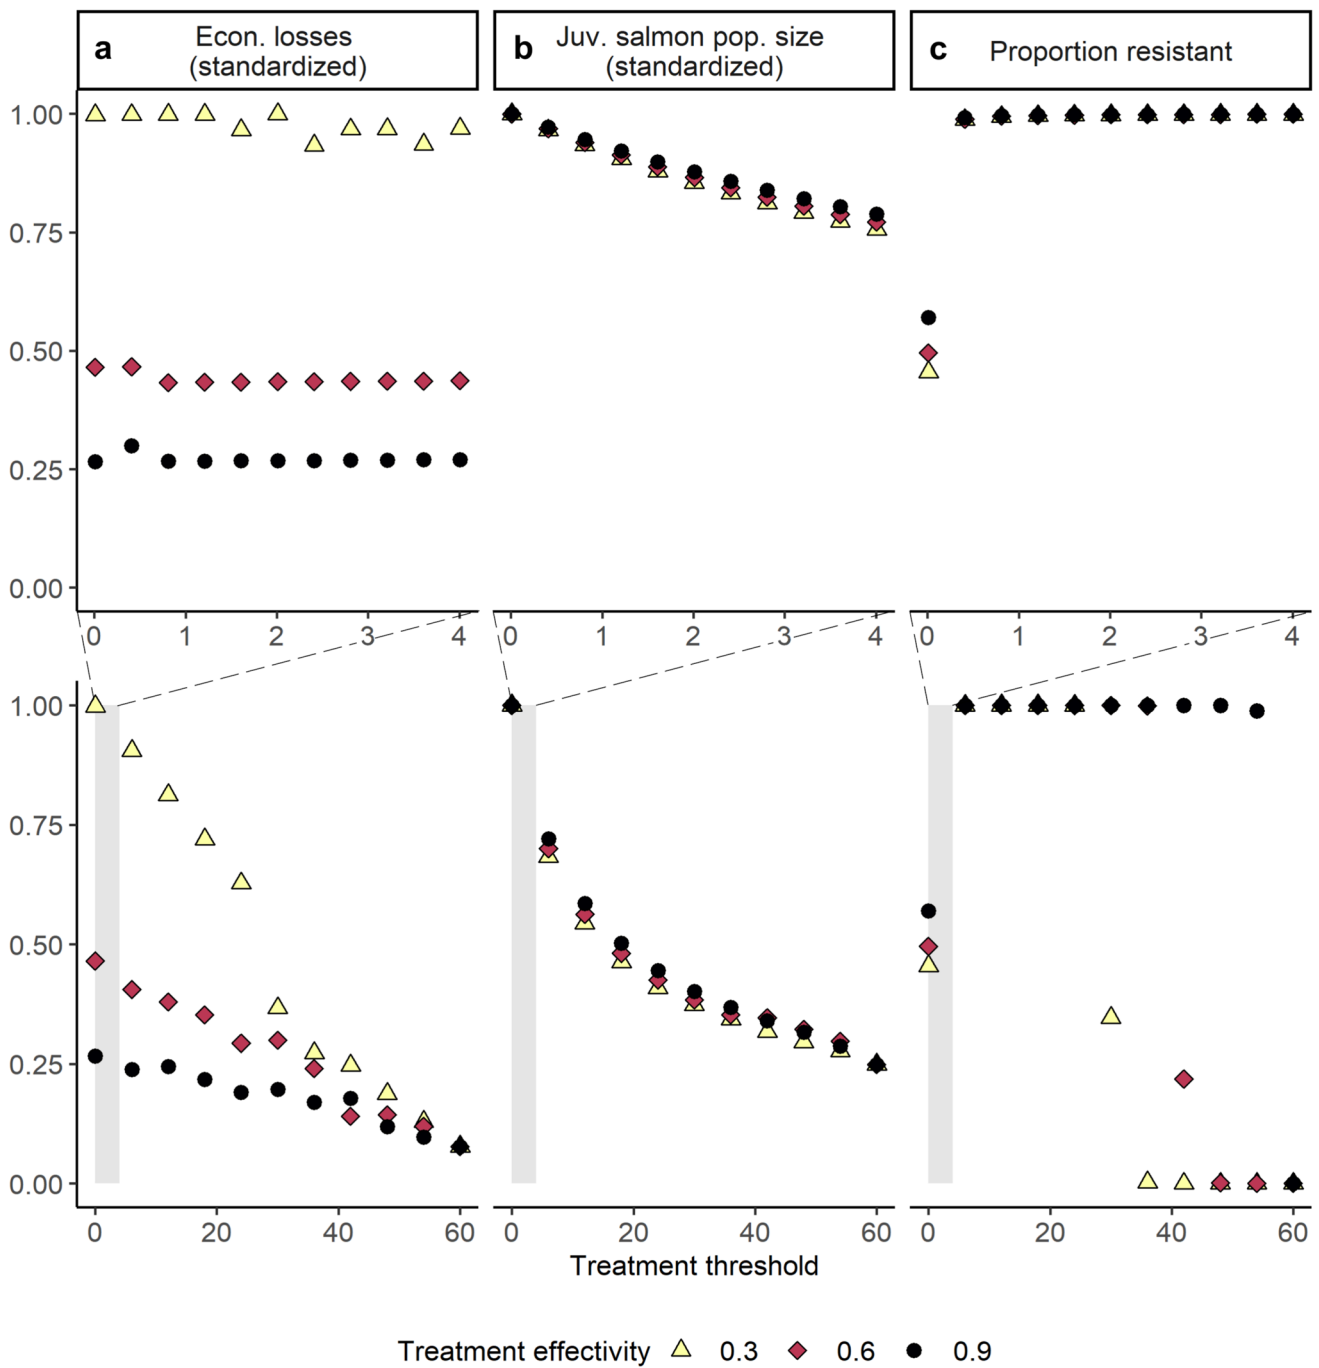 a Econ. losses
(standardized)
b Juv. salmon pop. size
(standardized)
c Proportion resistant
1.00
0.75
0.50
0.25
0.00
0 1 2 3 4
0 1 2 3 4
0 1 2 3 4
1.00
0.75
0.50
0.25
0.00
0 20 40 60
0 20 40 60
0 20 40 60
Treatment threshold
Treatment effectivity 0.3 0.6 0.9